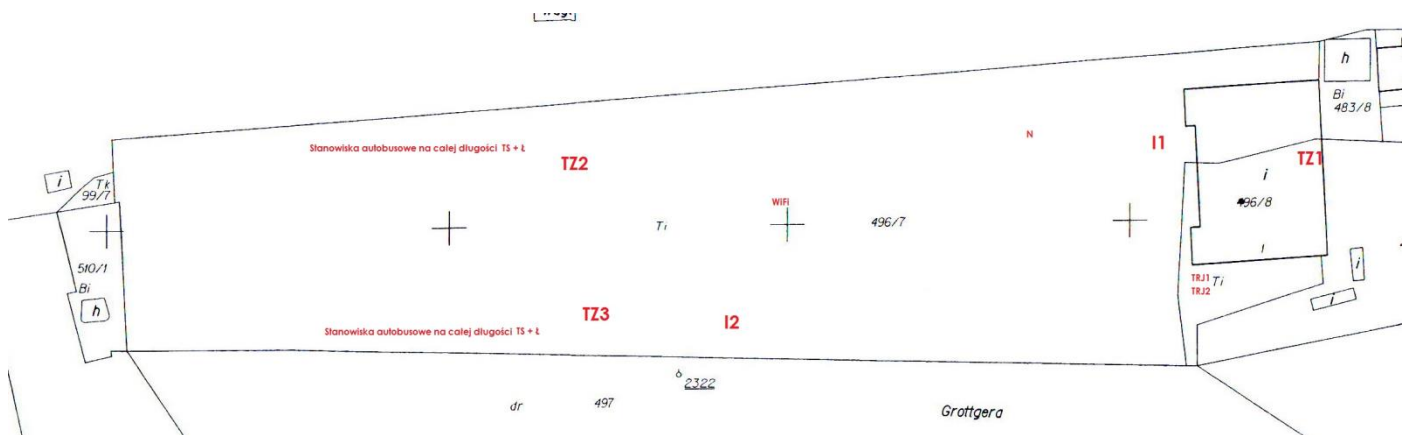 h
Bi
483/8
N
I1
Stanowiska autobusowe na całej długości TS + Ł
TZ2
TZ1
i
Tk
99/7
i
496/8
WiFi
Ti
496/7
510/1
Bi
h
TRJ1
TRJ2
Ti
i
i
TZ3
I2
Stanowiska autobusowe na całej długości TS + Ł
2322
dr
497
Grottgera